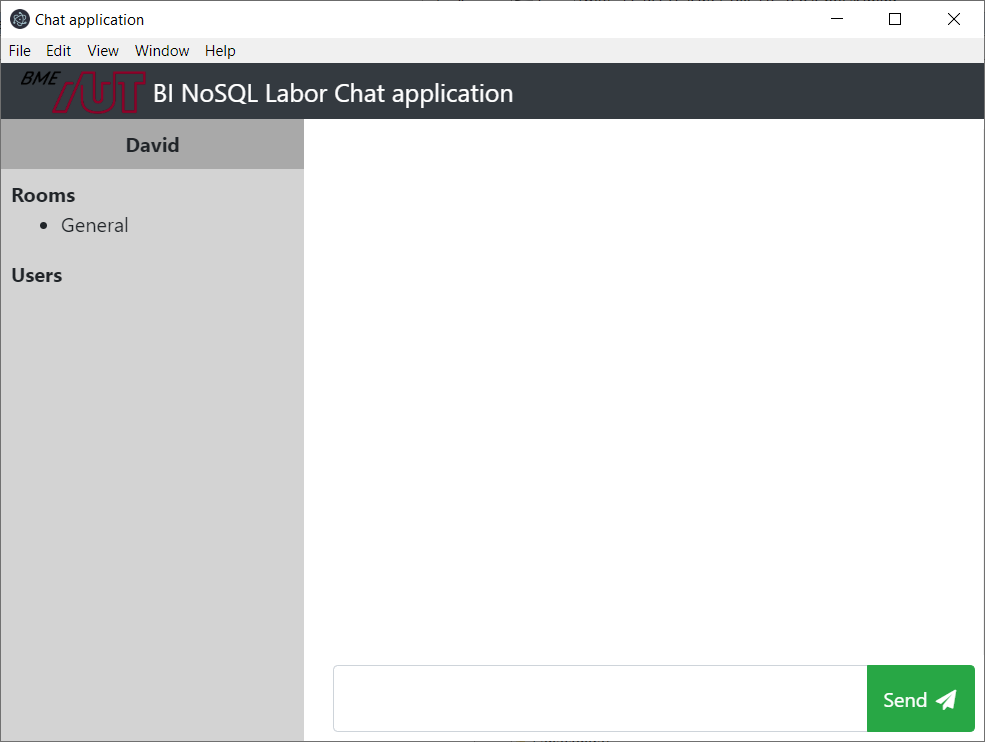 Chat application
File Edit View Window Help
BME AUT BI NoSQL Labor Chat application
David
Rooms
• General
Users
Send